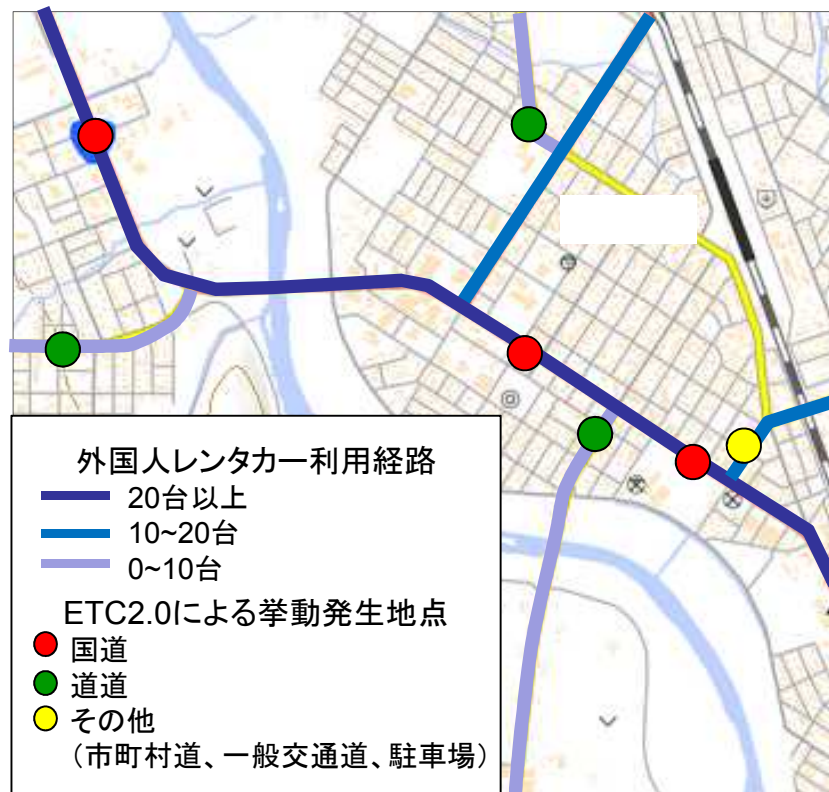 外国人レンタカー利用経路
20台以上
10~20台
0~10台
ETC2.0による挙動発生地点
国道
道道
その他
（市町村道、一般交通道、駐車場）